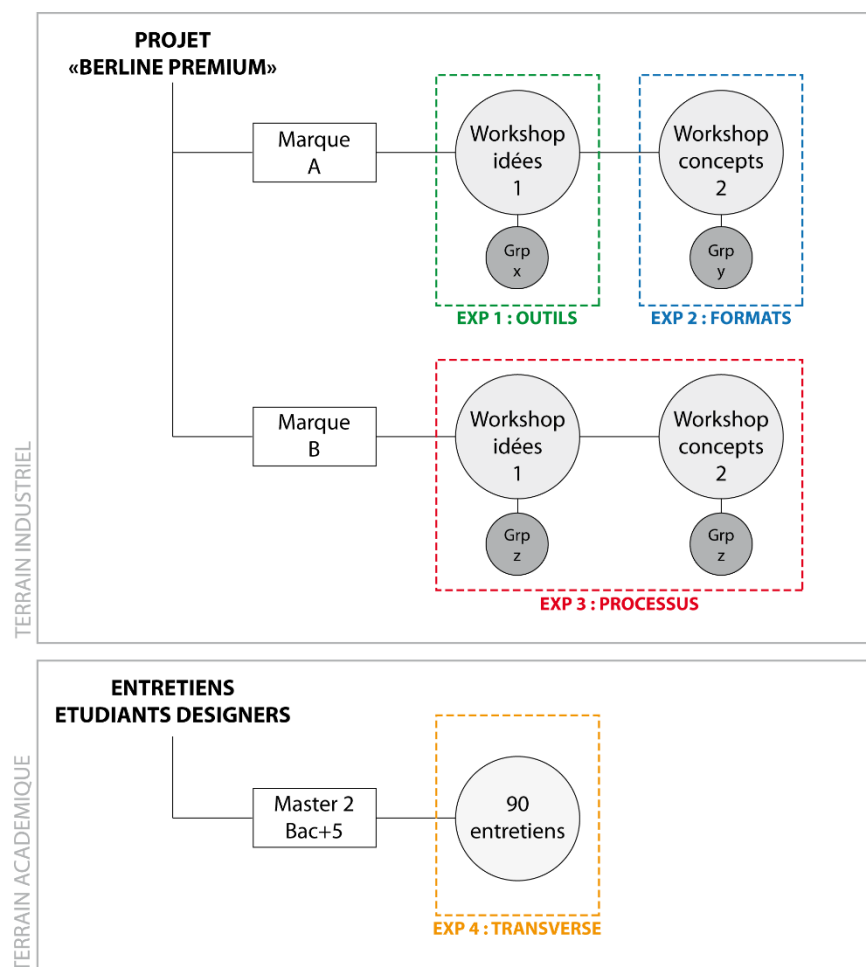 PROJET
«BERLINE PREMIUM»
Marque
A
Workshop
idées
1
Workshop
concepts
2
Grp
x
Grp
y
EXP 1 : OUTILS
EXP 2 : FORMATS
Marque
B
Workshop
idées
1
Workshop
concepts
2
Grp
z
Grp
z
EXP 3 : PROCESSUS
TERRAIN INDUSTRIEL
ENTRETIENS
ETUDIANTS DESIGNERS
Master 2
Bac+5
90
entretiens
EXP 4 : TRANSVERSE
TERRAIN ACADEMIQUE